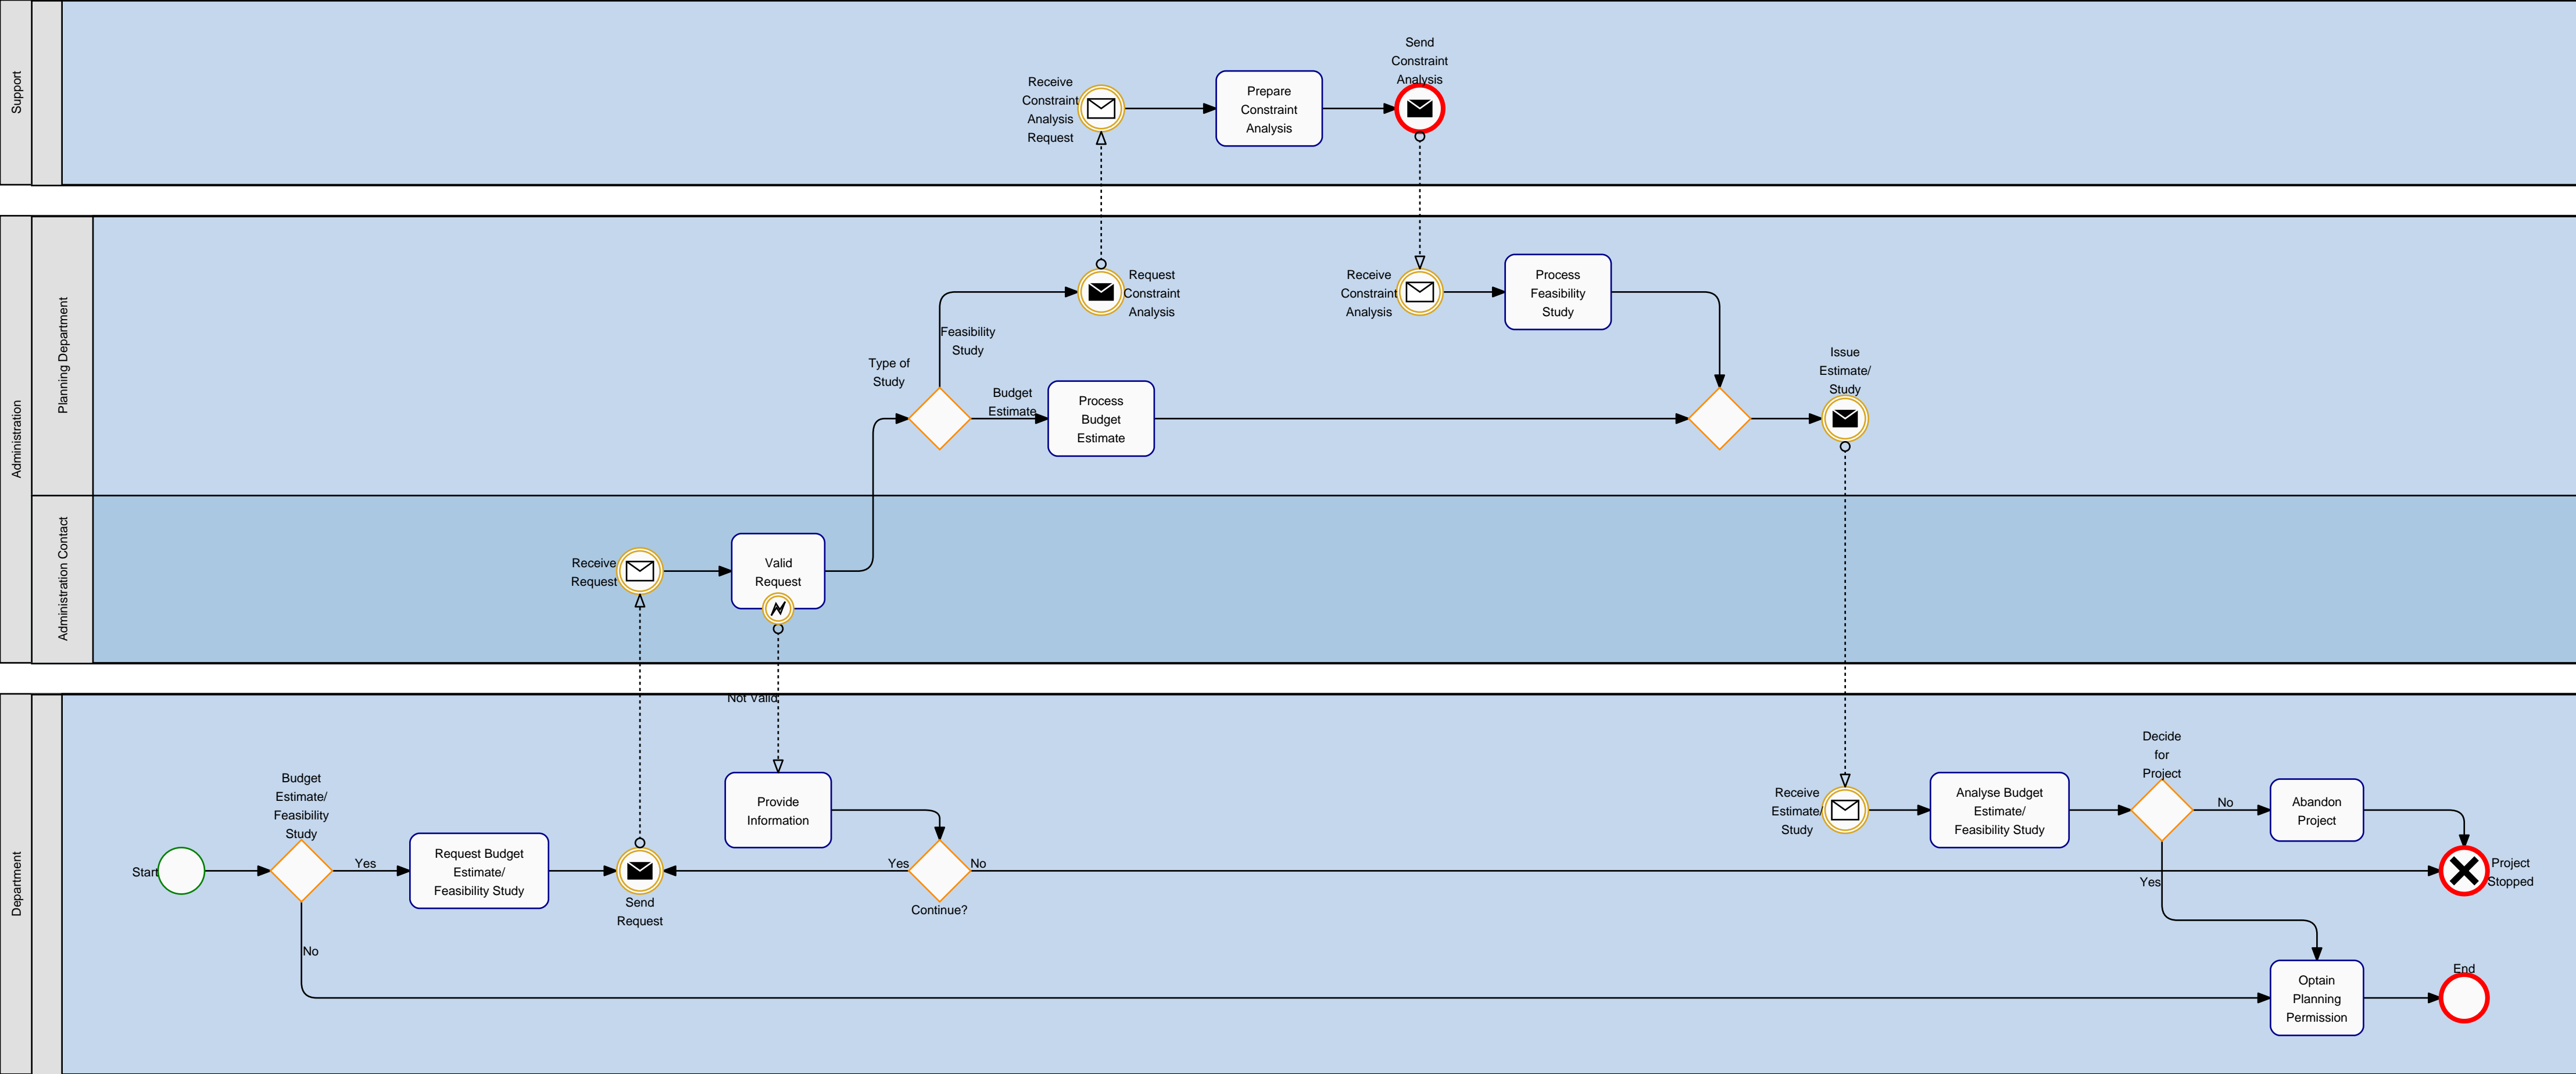 Support
Receive
Constraint
Analysis
Request
Prepare
Constraint
Analysis
Send
Constraint
Analysis
Administration
Planning Department
Type of
Study
Feasibility
Study
Budget
Estimate
Request
Constraint
Analysis
Process
Budget
Estimate
Receive
Constraint
Analysis
Process
Feasibility
Study
Issue
Estimate/
Study
Administration Contact
Receive
Request
Valid
Request
Not Valid
Department
Start
Budget
Estimate/
Feasibility
Study
Yes
No
Request Budget
Estimate/
Feasibility Study
Send
Request
Provide
Information
Yes
No
Continue?
Receive
Estimate/
Study
Analyse Budget
Estimate/
Feasibility Study
Decide
for
Project
No
Yes
Abandon
Project
Project
Stopped
Optain
Planning
Permission
End